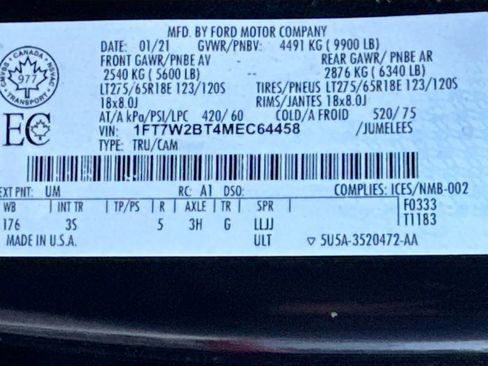 MFD. BY FORD MOTOR COMPANY
DATE: 01/21 GVWR/PNBV: 4491 KG (9900 LB)
FRONT GAWR/PNBE AV REAR GAWR/PNBE AR
2540 KG (5600 LB) 2876 KG (6340 LB)
LT275/65R18E 123/120S TIRES/PNEUS LT275/65R18E 123/120S
18x8.0J RIMS/JANTES 18x8.0J
AT/A kPa/PSI/LPC 420/60 COLD/A FROID 520/75
VIN: 1FT7W2BT4MEC64458 /JUMELEES
TYPE: TRU/CAM
CANADA
977
TRANSPORT
EC
EXT PNT: UM RC: A1 DSO: COMPLIES: ICES/NMB-002
WB INT TR TP/PS R AXLE TR SPR F0333
176 3S 5 3H G LLJJ T1183
MADE IN U.S.A. ULT 5U5A-3520472-AA